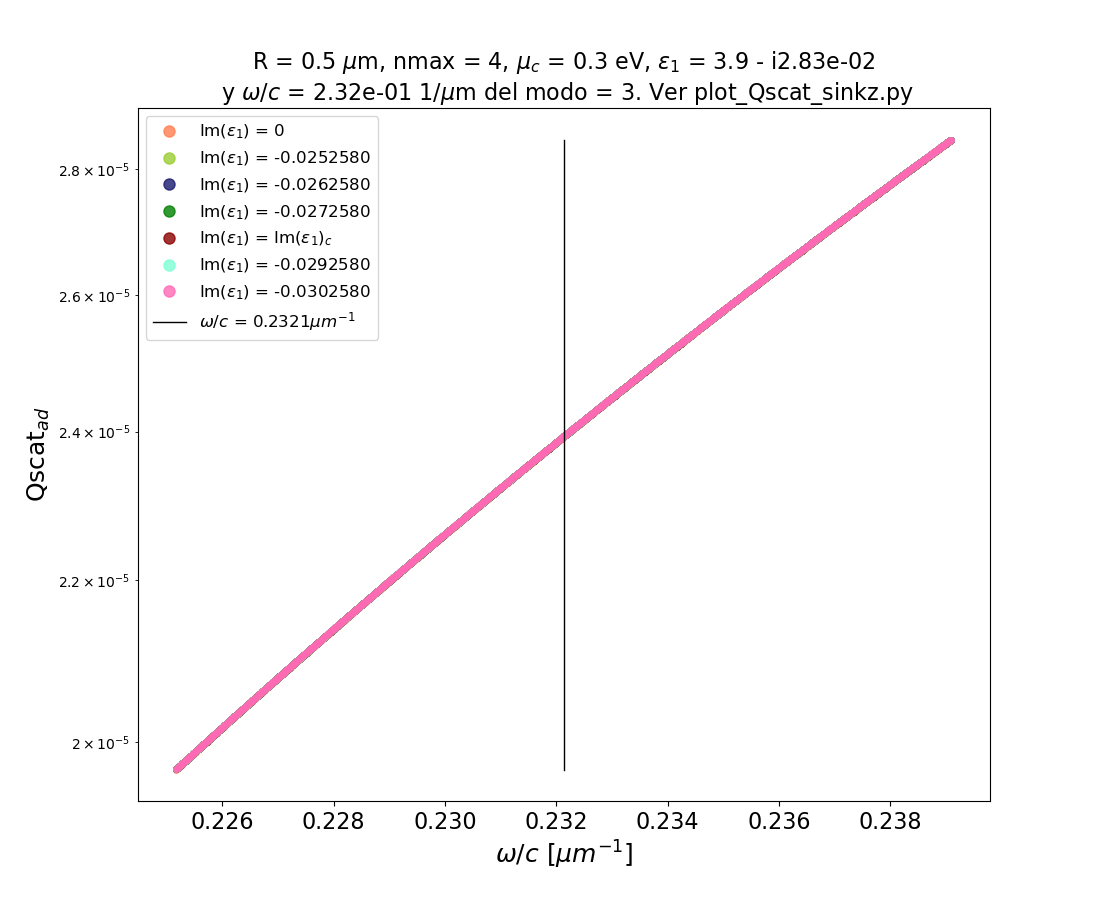 R = 0.5 μm, nmax = 4, μ_c = 0.3 eV, ε₁ = 3.9 - i2.83e-02
y ω/c = 2.32e-01 1/μm del modo = 3. Ver plot_Qscat_sinkz.py
Im(ε₁) = 0
Im(ε₁) = -0.0252580
Im(ε₁) = -0.0262580
Im(ε₁) = -0.0272580
Im(ε₁) = Im(ε₁)_c
Im(ε₁) = -0.0292580
Im(ε₁) = -0.0302580
ω/c = 0.2321μm⁻¹
Qscat_ad
2.8 × 10⁻⁵
2.6 × 10⁻⁵
2.4 × 10⁻⁵
2.2 × 10⁻⁵
2 × 10⁻⁵
0.226 0.228 0.230 0.232 0.234 0.236 0.238
ω/c [μm⁻¹]